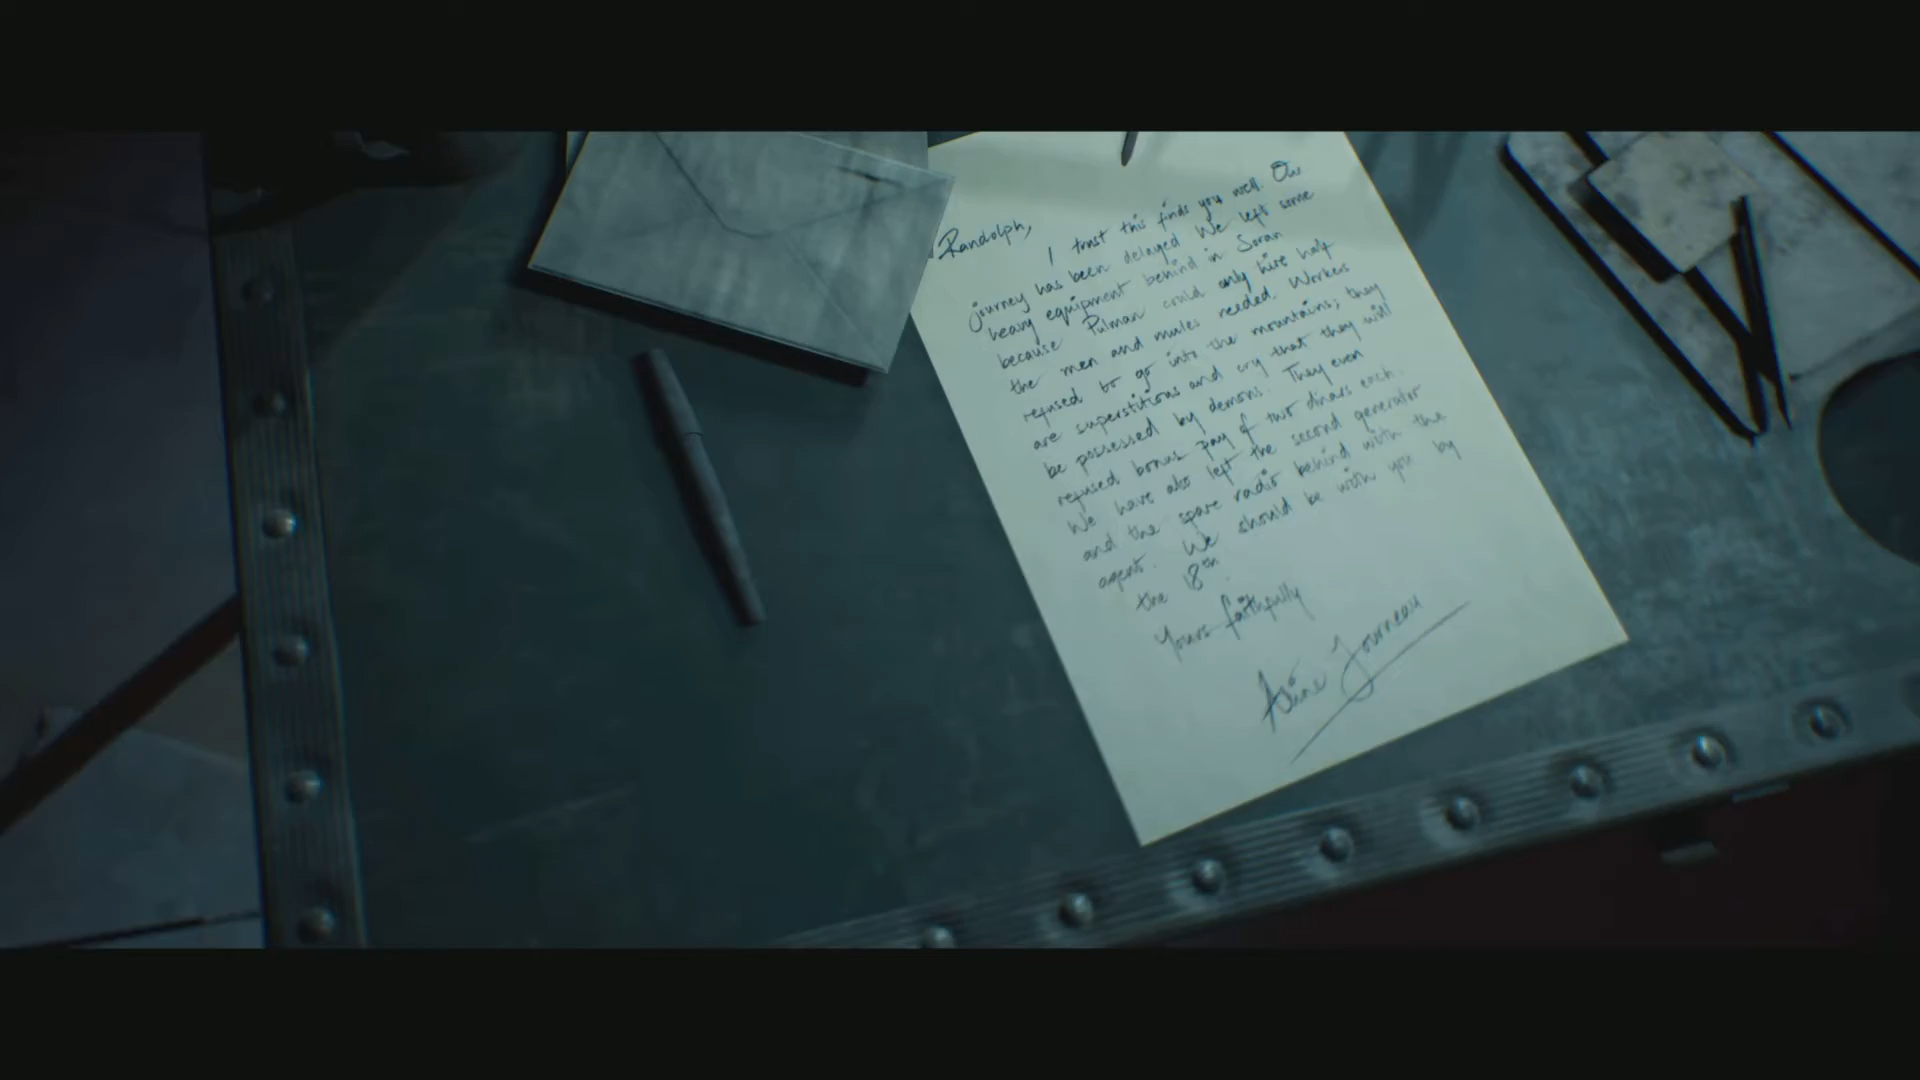 Randolph,
I trust this finds you well. Our
journey has been delayed. We left some
heavy equipment behind in Soran
because Pulman could only hire half
the men and mules needed. Workers
refused to go into the mountains; they
are superstitious and cry that they will
be possessed by demons. They even
refused bonus pay of two dinars each.
We have also left the second generator
and the spare radio behind with the
agent. We should be with you by
the 18th.
Yours faithfully
Journeau